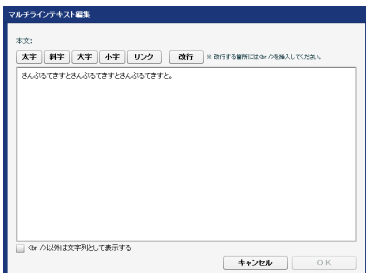 マルチラインテキスト編集
本文:
太字 斜字 大字 小字 リンク 改行 ※ 改行する箇所には<br />を挿入してください。
さんぷるてきすとさんぷるてきすとさんぷるてきすと。
<br />以外は文字列として表示する
キャンセル OK